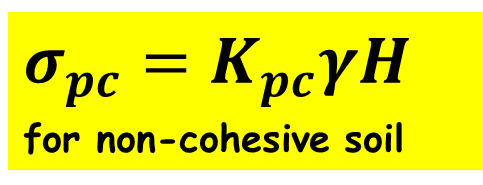 σ_pc = K_pc γH
for non-cohesive soil